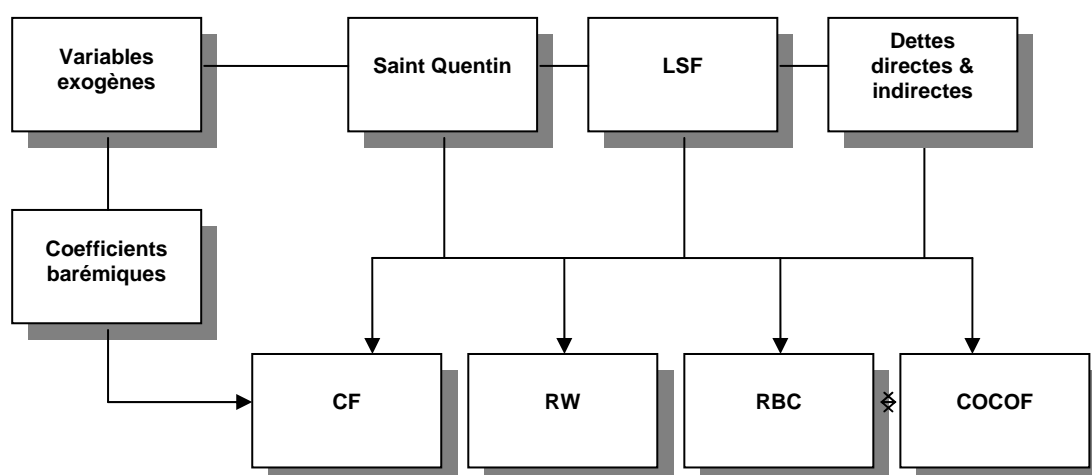 Variables
exogènes
Saint Quentin
LSF
Dettes
directes &
indirectes
Coefficients
barémiques
CF
RW
RBC
COCOF